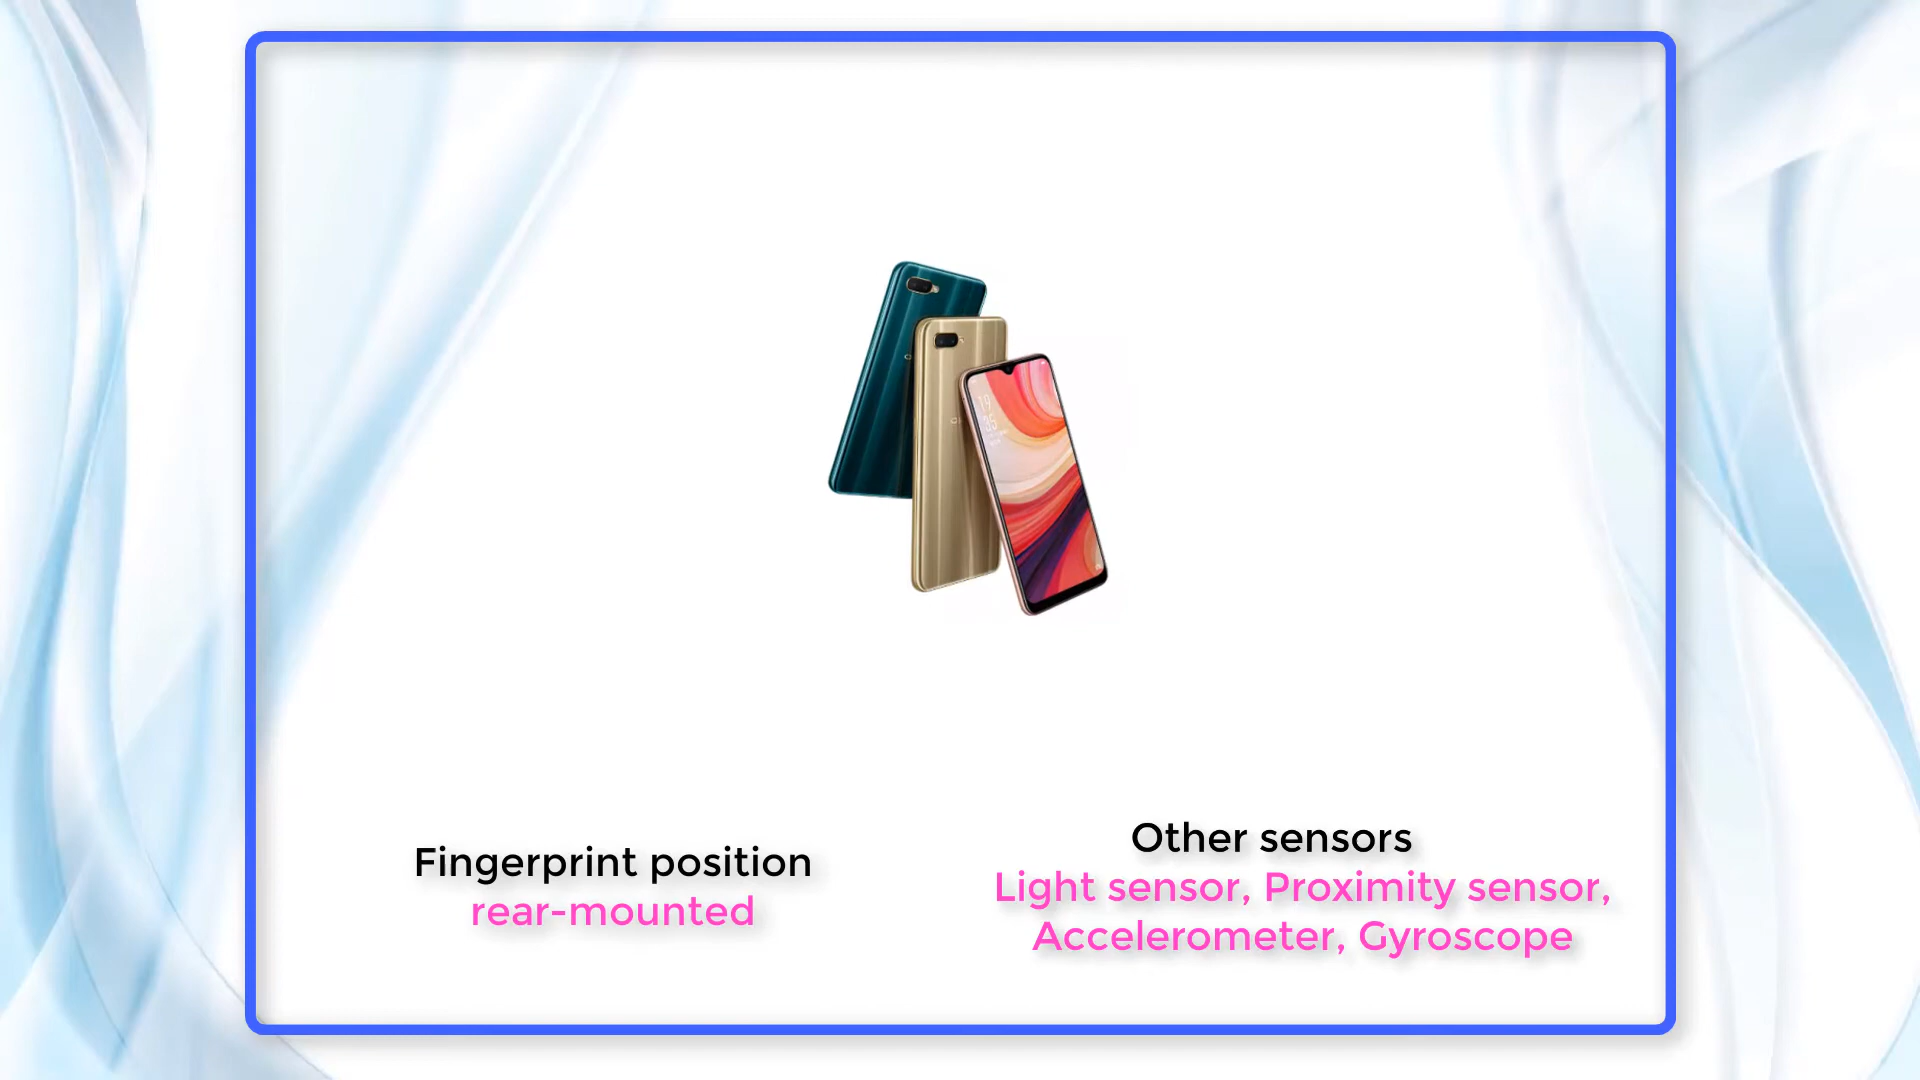 Fingerprint position
rear-mounted
Other sensors
Light sensor, Proximity sensor,
Accelerometer, Gyroscope